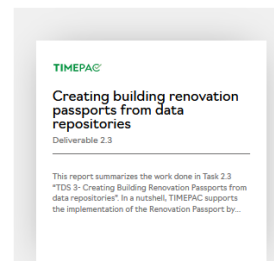 TIMEPAC
Creating building renovation
passports from data
repositories
Deliverable 2.3
This report summarizes the work done in Task 2.3
"TDS 3- Creating Building Renovation Passports from
data repositories". In a nutshell, TIMEPAC supports
the implementation of the Renovation Passport by...